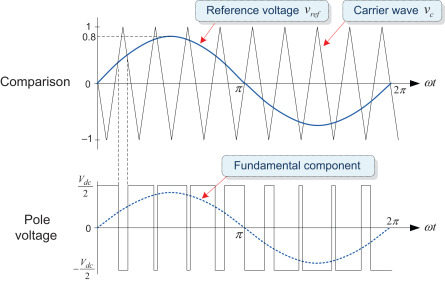 Reference voltage v_ref
Carrier wave v_c
1
0.8
Comparison
0
π
2π
ωt
−1
Fundamental component
V_dc/2
Pole voltage
0
π
2π
ωt
−V_dc/2